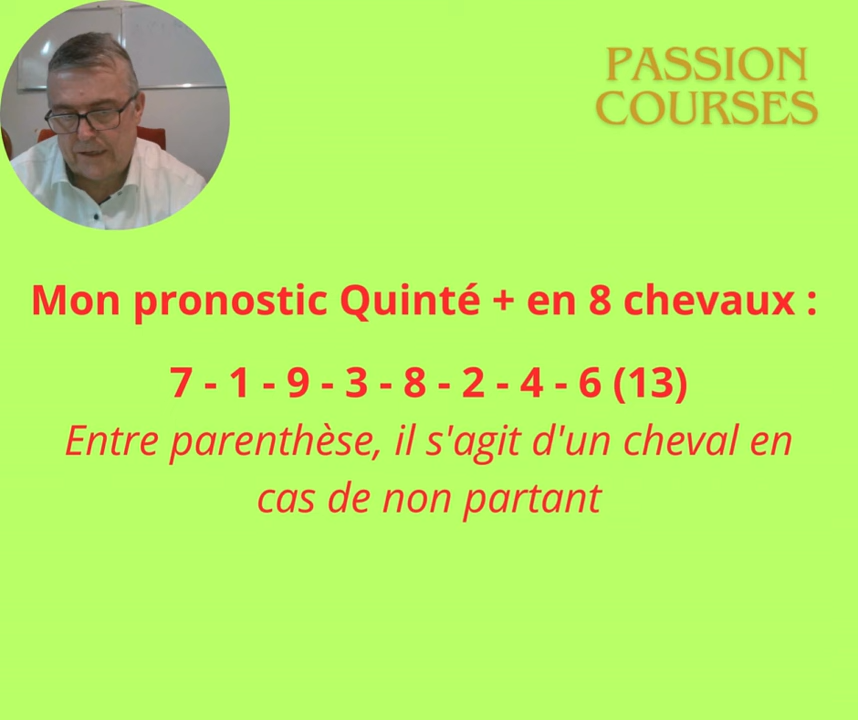 PASSION
COURSES
Mon pronostic Quinté + en 8 chevaux :
7 - 1 - 9 - 3 - 8 - 2 - 4 - 6 (13)
Entre parenthèse, il s'agit d'un cheval en
cas de non partant